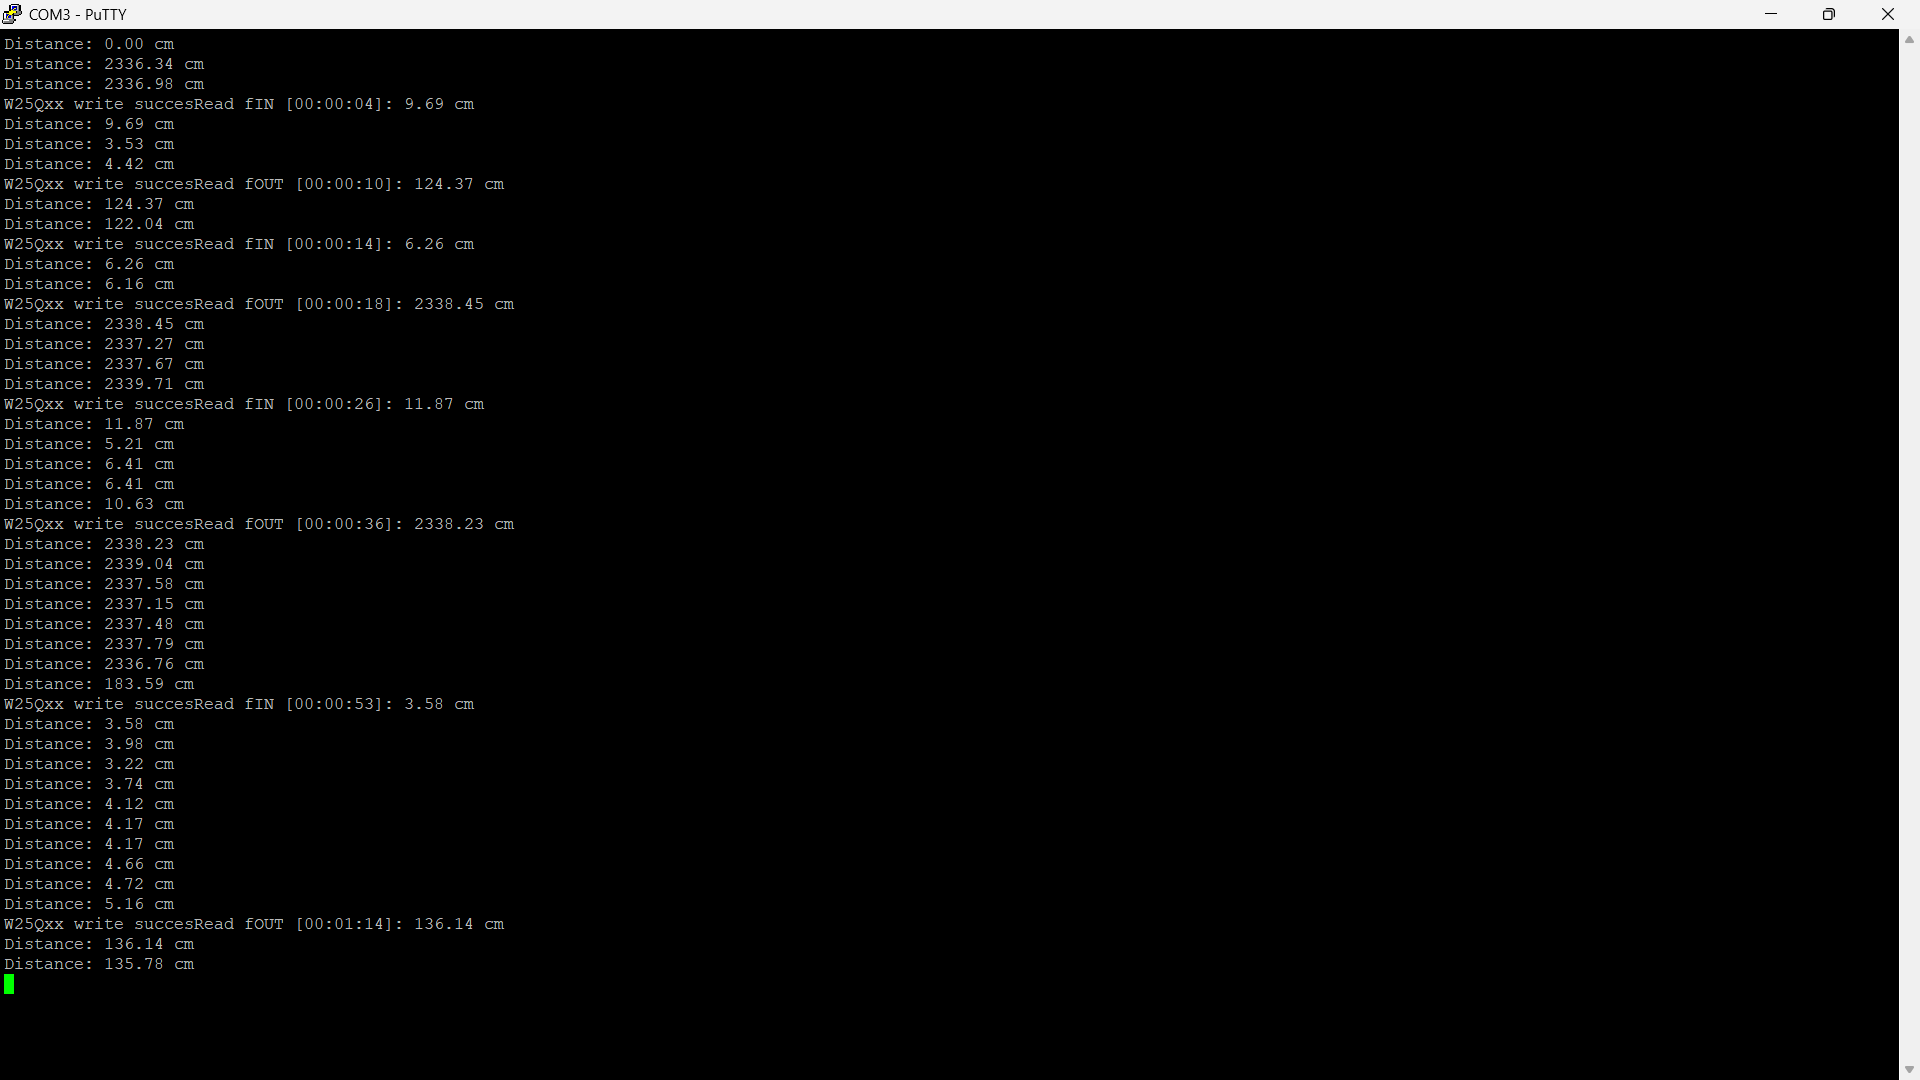 COM3 - PuTTY
Distance: 0.00 cm
Distance: 2336.34 cm
Distance: 2336.98 cm
W25Qxx write succesRead fIN [00:00:04]: 9.69 cm
Distance: 9.69 cm
Distance: 3.53 cm
Distance: 4.42 cm
W25Qxx write succesRead fOUT [00:00:10]: 124.37 cm
Distance: 124.37 cm
Distance: 122.04 cm
W25Qxx write succesRead fIN [00:00:14]: 6.26 cm
Distance: 6.26 cm
Distance: 6.16 cm
W25Qxx write succesRead fOUT [00:00:18]: 2338.45 cm
Distance: 2338.45 cm
Distance: 2337.27 cm
Distance: 2337.67 cm
Distance: 2339.71 cm
W25Qxx write succesRead fIN [00:00:26]: 11.87 cm
Distance: 11.87 cm
Distance: 5.21 cm
Distance: 6.41 cm
Distance: 6.41 cm
Distance: 10.63 cm
W25Qxx write succesRead fOUT [00:00:36]: 2338.23 cm
Distance: 2338.23 cm
Distance: 2339.04 cm
Distance: 2337.58 cm
Distance: 2337.15 cm
Distance: 2337.48 cm
Distance: 2337.79 cm
Distance: 2336.76 cm
Distance: 183.59 cm
W25Qxx write succesRead fIN [00:00:53]: 3.58 cm
Distance: 3.58 cm
Distance: 3.98 cm
Distance: 3.22 cm
Distance: 3.74 cm
Distance: 4.12 cm
Distance: 4.17 cm
Distance: 4.17 cm
Distance: 4.66 cm
Distance: 4.72 cm
Distance: 5.16 cm
W25Qxx write succesRead fOUT [00:01:14]: 136.14 cm
Distance: 136.14 cm
Distance: 135.78 cm